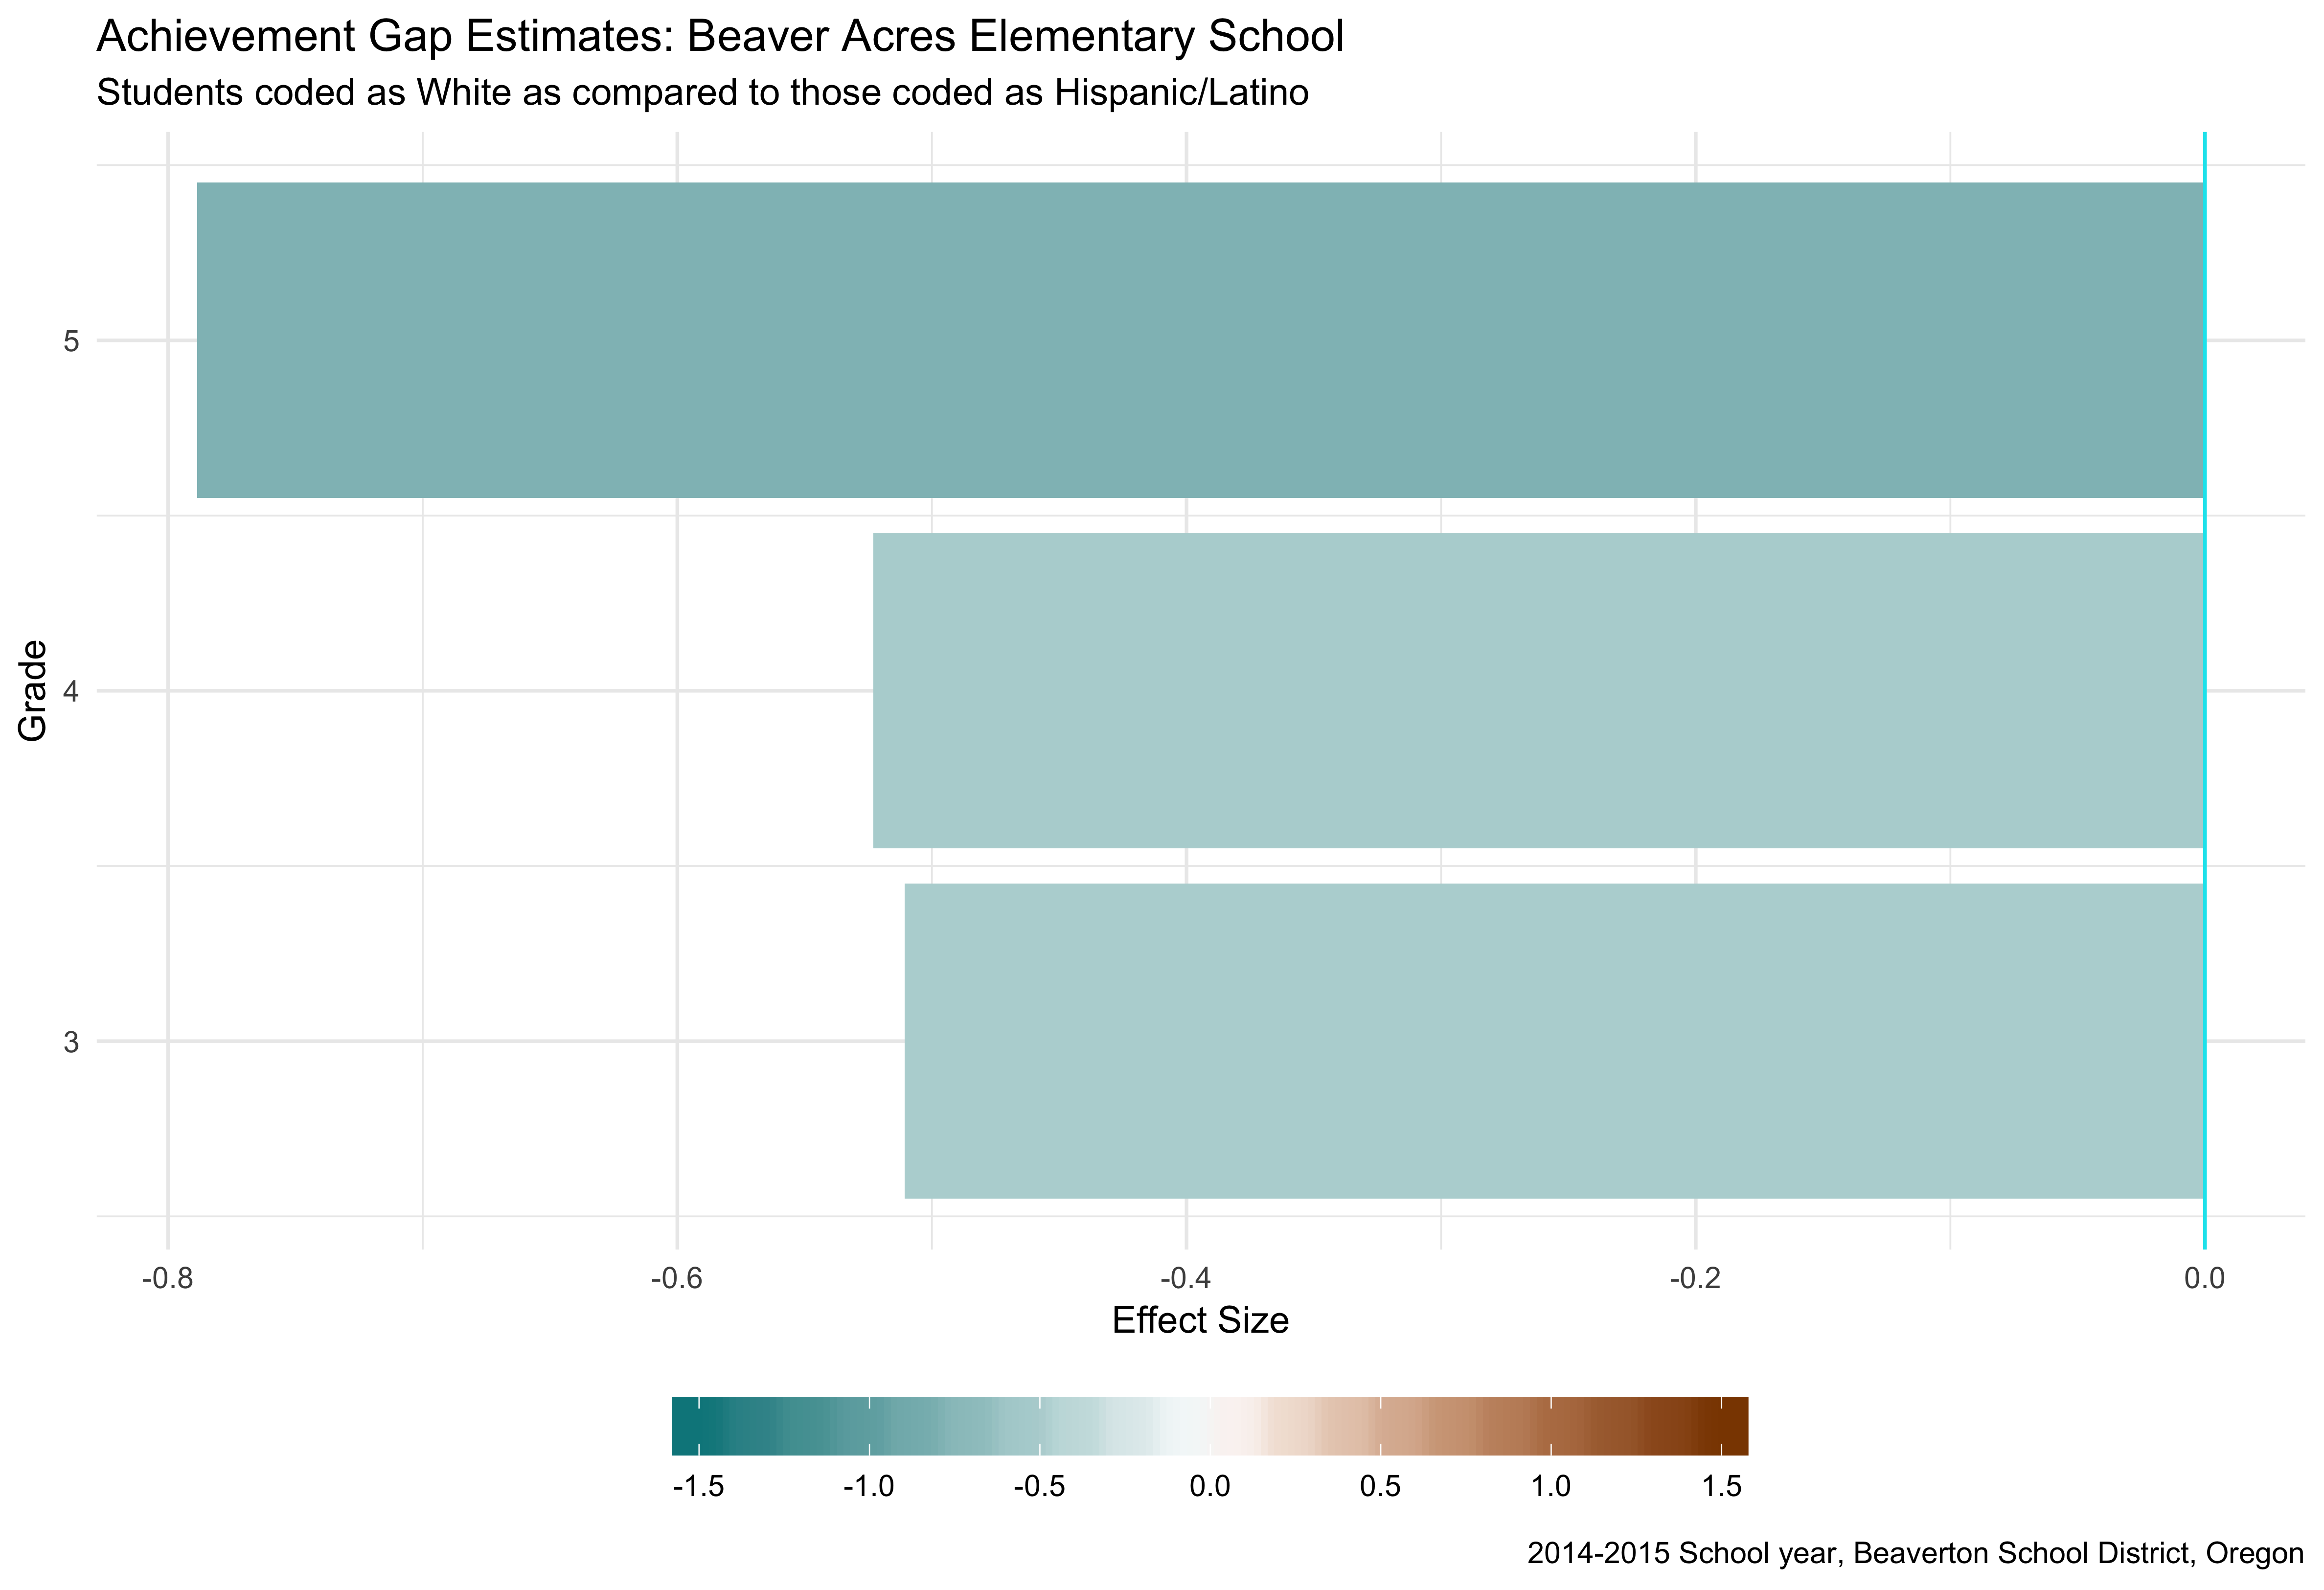 Achievement Gap Estimates: Beaver Acres Elementary School
Students coded as White as compared to those coded as Hispanic/Latino
Grade
5
4
3
-0.8 -0.6 -0.4 -0.2 0.0
Effect Size
-1.5 -1.0 -0.5 0.0 0.5 1.0 1.5
2014-2015 School year, Beaverton School District, Oregon